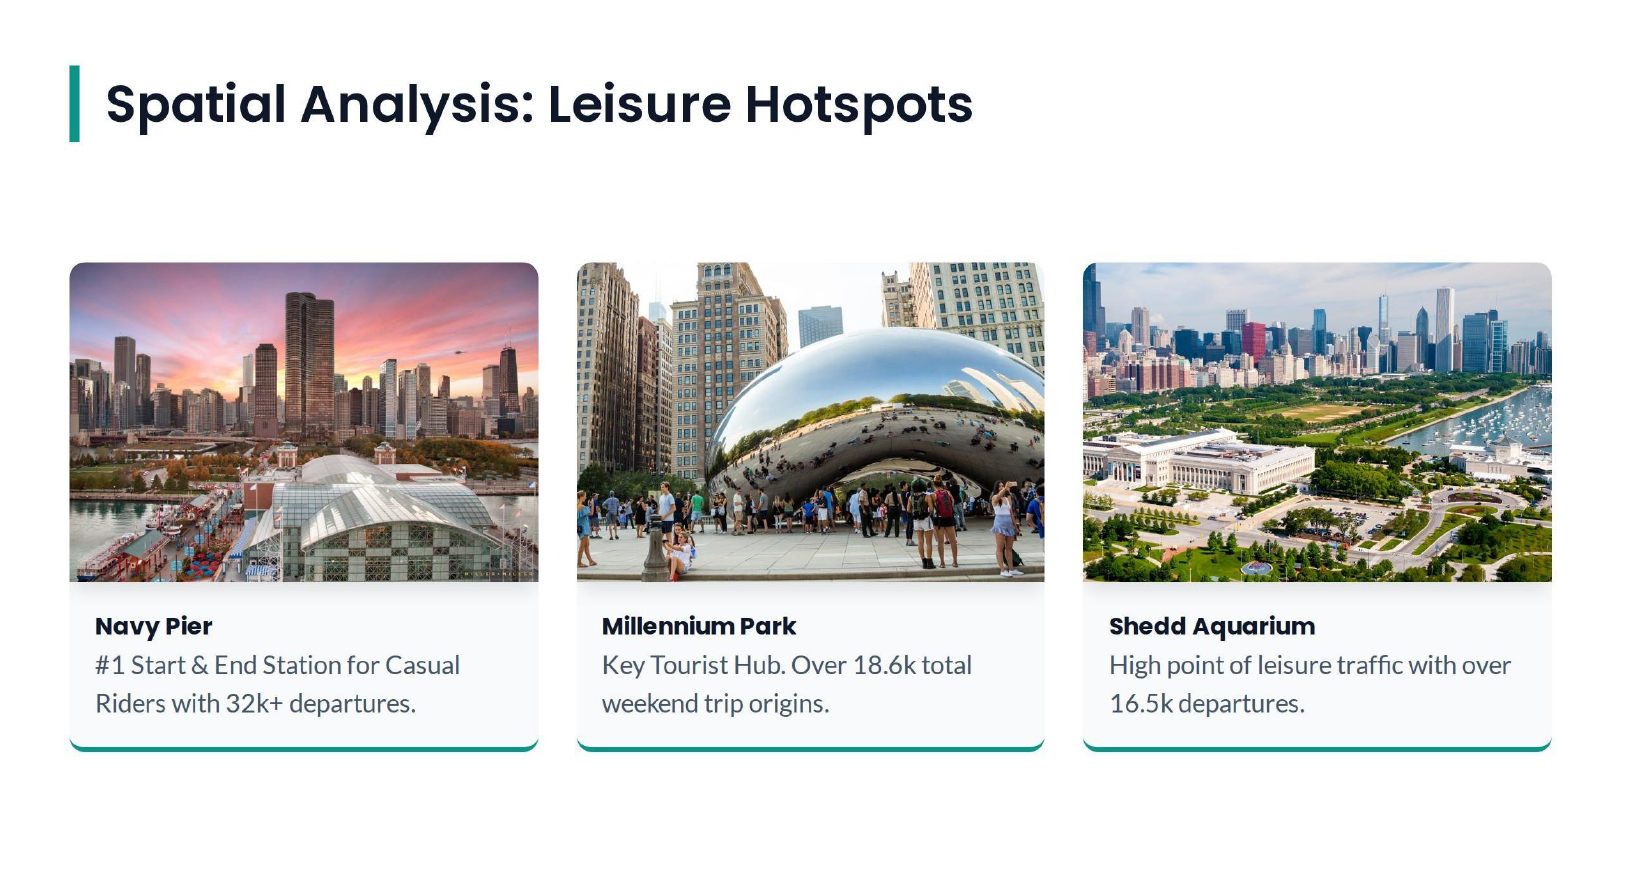 Spatial Analysis: Leisure Hotspots
Navy Pier
#1 Start & End Station for Casual
Riders with 32k+ departures.
Millennium Park
Key Tourist Hub. Over 18.6k total
weekend trip origins.
Shedd Aquarium
High point of leisure traffic with over
16.5k departures.